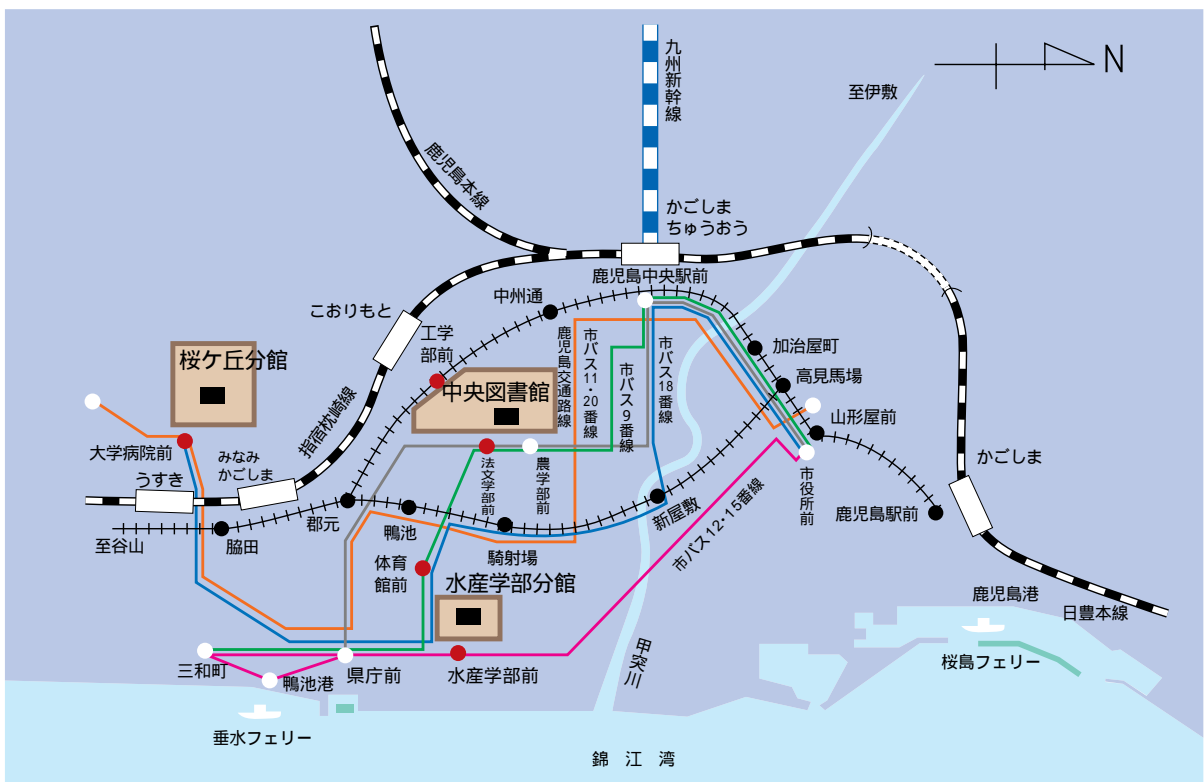 九州新幹線
N
至伊敷
鹿児島本線
かごしま
ちゅうおう
鹿児島中央駅前
中州通
こおりもと
工学
部前
桜ケ丘分館
中央図書館
鹿児島交通路線
市バス11・20番線
市バス9番線
市バス18番線
加治屋町
高見馬場
山形屋前
指宿枕崎線
大学病院前
みなみ
かごしま
うすき
法文学部前
農学部前
市役所前
かごしま
新屋敷
鹿児島駅前
至谷山
脇田
郡元
鴨池
騎射場
市バス12・15番線
体育
館前
水産学部分館
鹿児島港
日豊本線
甲突川
桜島フェリー
三和町
鴨池港
県庁前
水産学部前
垂水フェリー
錦江湾